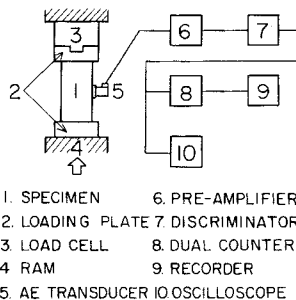 3
6
7
2
1
5
8
9
4
10
1. SPECIMEN 6. PRE-AMPLIFIER
2. LOADING PLATE 7. DISCRIMINATOR
3. LOAD CELL 8. DUAL COUNTER
4 RAM 9. RECORDER
5. AE TRANSDUCER 10. OSCILLOSCOPE